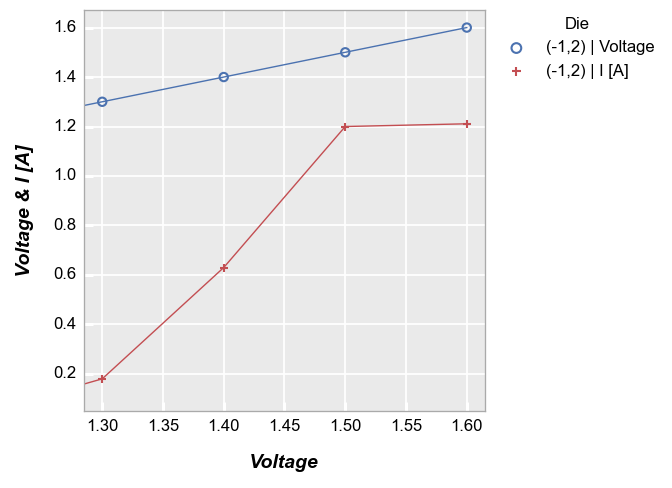 Die
(-1,2) | Voltage
(-1,2) | I [A]
Voltage & I [A]
1.6
1.4
1.2
1.0
0.8
0.6
0.4
0.2
1.30 1.35 1.40 1.45 1.50 1.55 1.60
Voltage